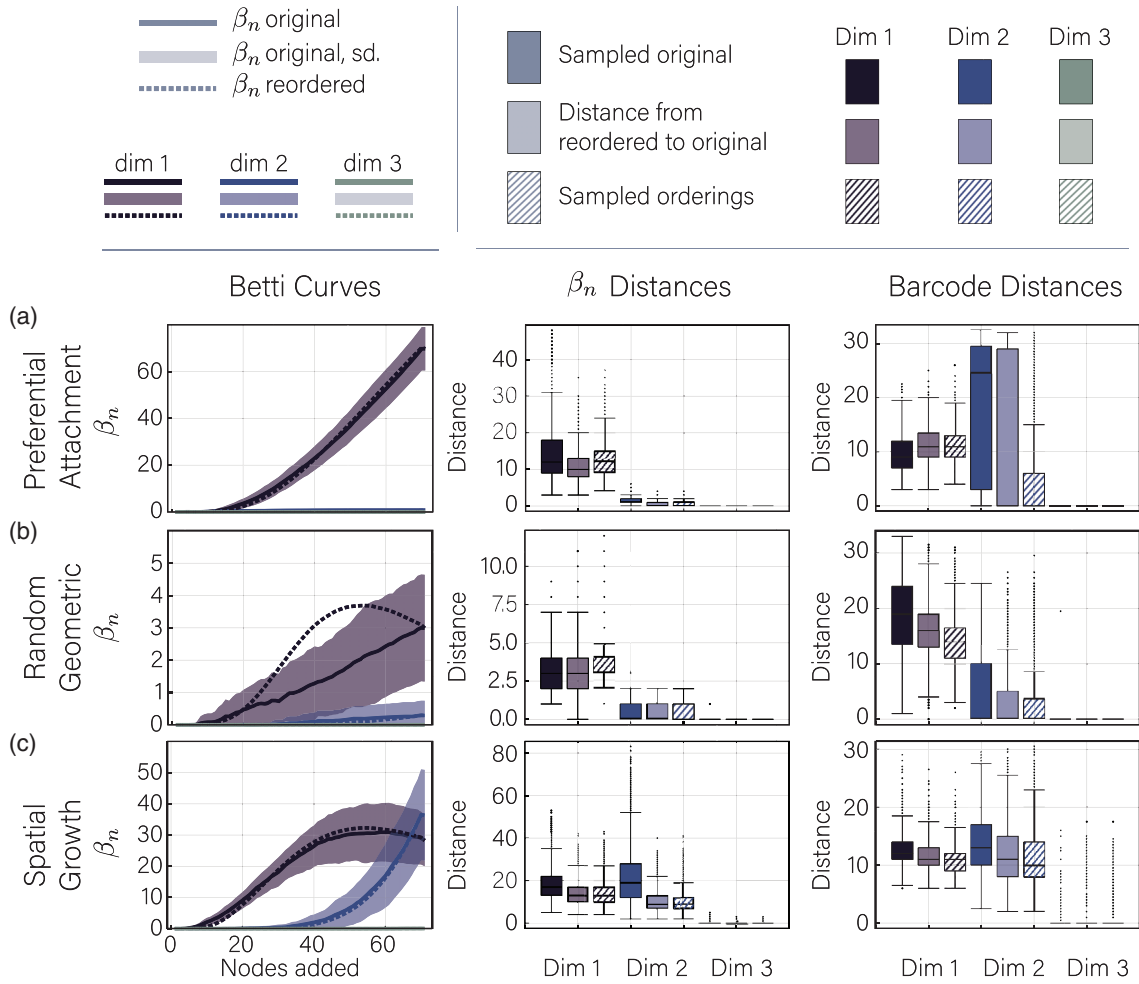 βn original
βn original, sd.
βn reordered
dim 1 dim 2 dim 3
Sampled original
Distance from
reordered to original
Sampled orderings
Dim 1 Dim 2 Dim 3
Betti Curves
βn Distances
Barcode Distances
(a)
Preferential
Attachment
βn
60
40
20
0
Distance
40
30
20
10
0
Distance
30
20
10
0
(b)
Random
Geometric
βn
5
4
3
2
1
0
Distance
10.0
7.5
5.0
2.5
0.0
Distance
30
20
10
0
(c)
Spatial
Growth
βn
50
40
30
20
10
0
0 20 40 60
Nodes added
Distance
80
60
40
20
0
Dim 1 Dim 2 Dim 3
Distance
30
20
10
0
Dim 1 Dim 2 Dim 3